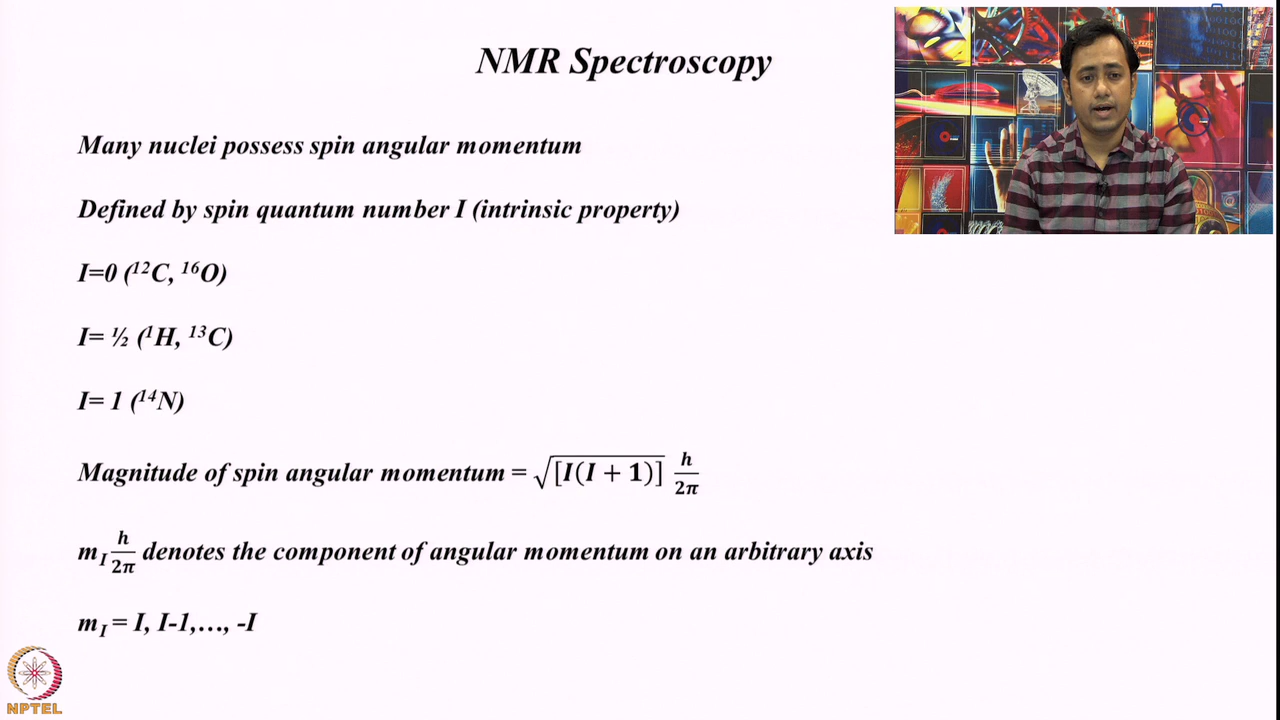 NMR Spectroscopy
Many nuclei possess spin angular momentum
Defined by spin quantum number I (intrinsic property)
I=0 (¹²C, ¹⁶O)
I= ½ (¹H, ¹³C)
I= 1 (¹⁴N)
Magnitude of spin angular momentum = √[I(I + 1)] h/2π
m_I h/2π denotes the component of angular momentum on an arbitrary axis
m_I = I, I-1,…, -I
NPTEL